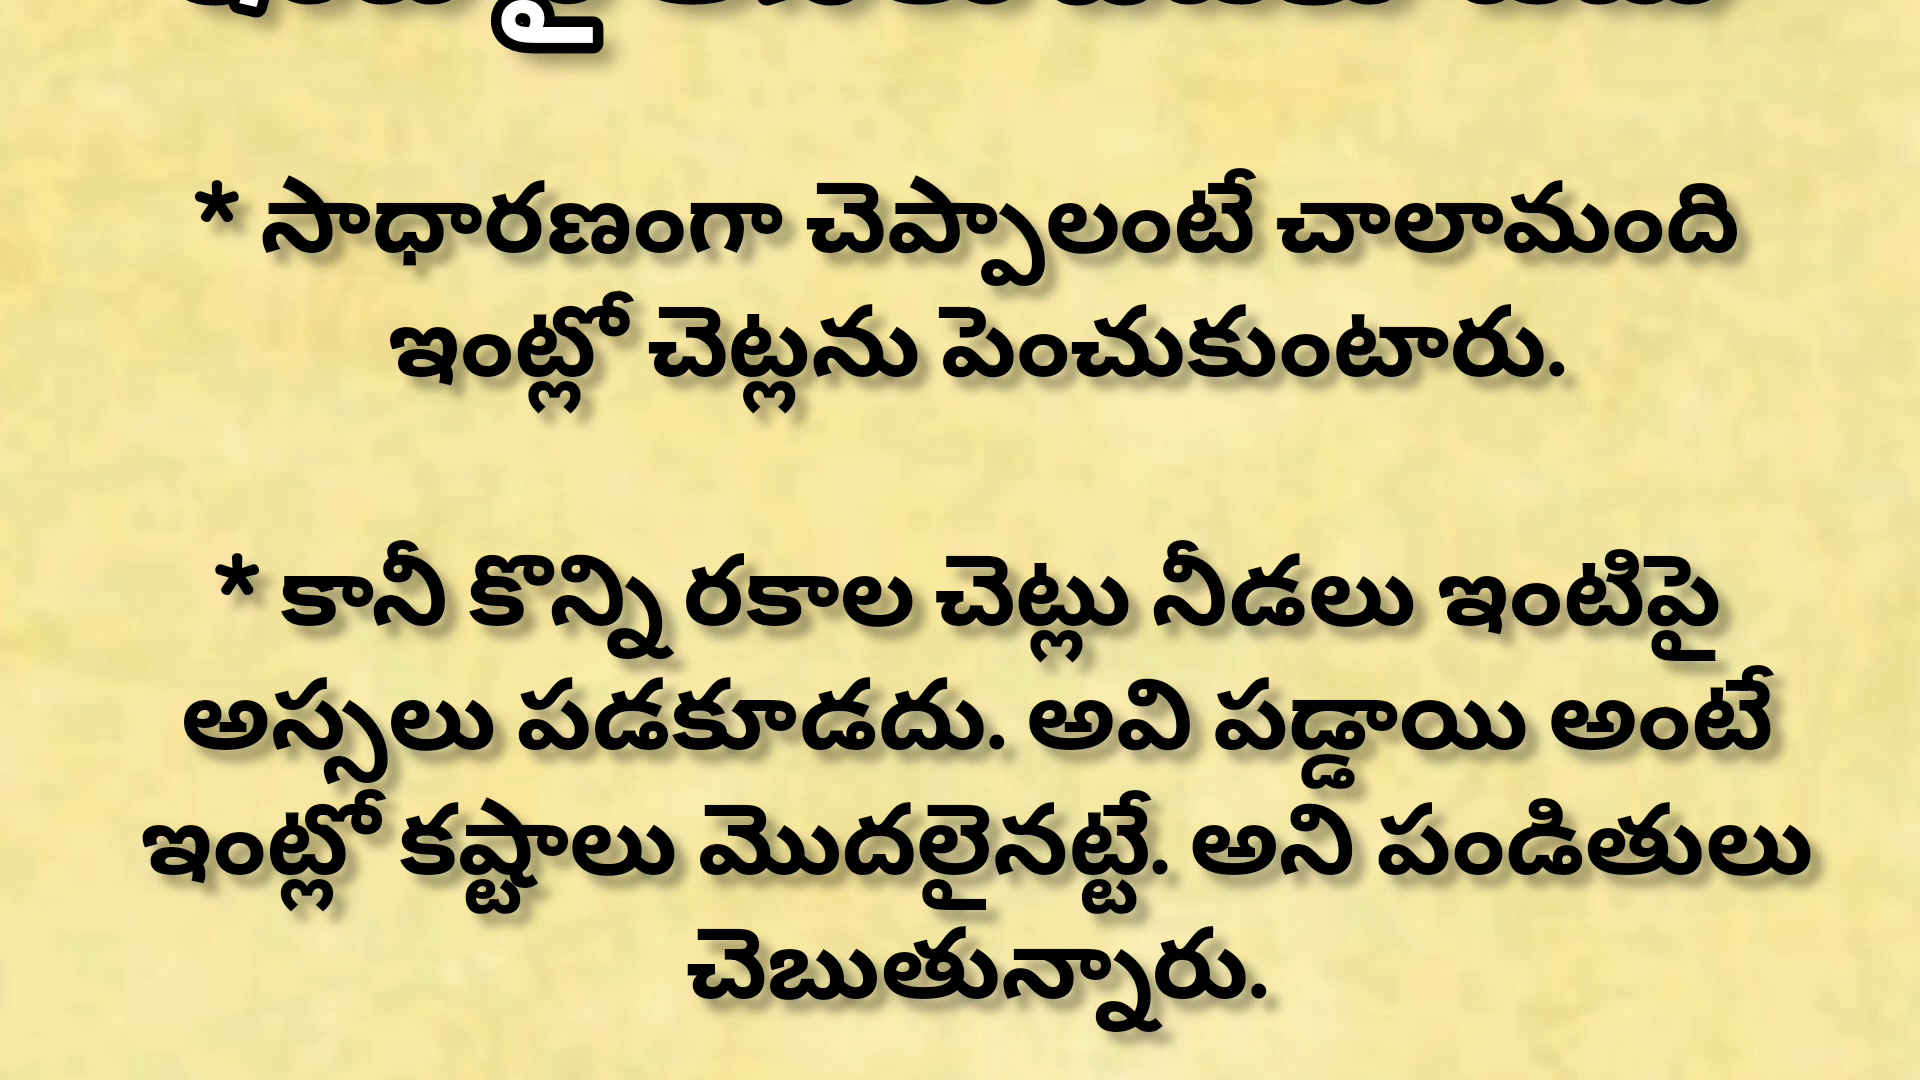 * సాధారణంగా చెప్పాలంటే చాలామంది
ఇంట్లో చెట్లను పెంచుకుంటారు.
* కానీ కొన్ని రకాల చెట్లు నీడలు ఇంటిపై
అస్సలు పడకూడదు. అవి పడ్డాయి అంటే
ఇంట్లో కష్టాలు మొదలైనట్టే. అని పండితులు
చెబుతున్నారు.